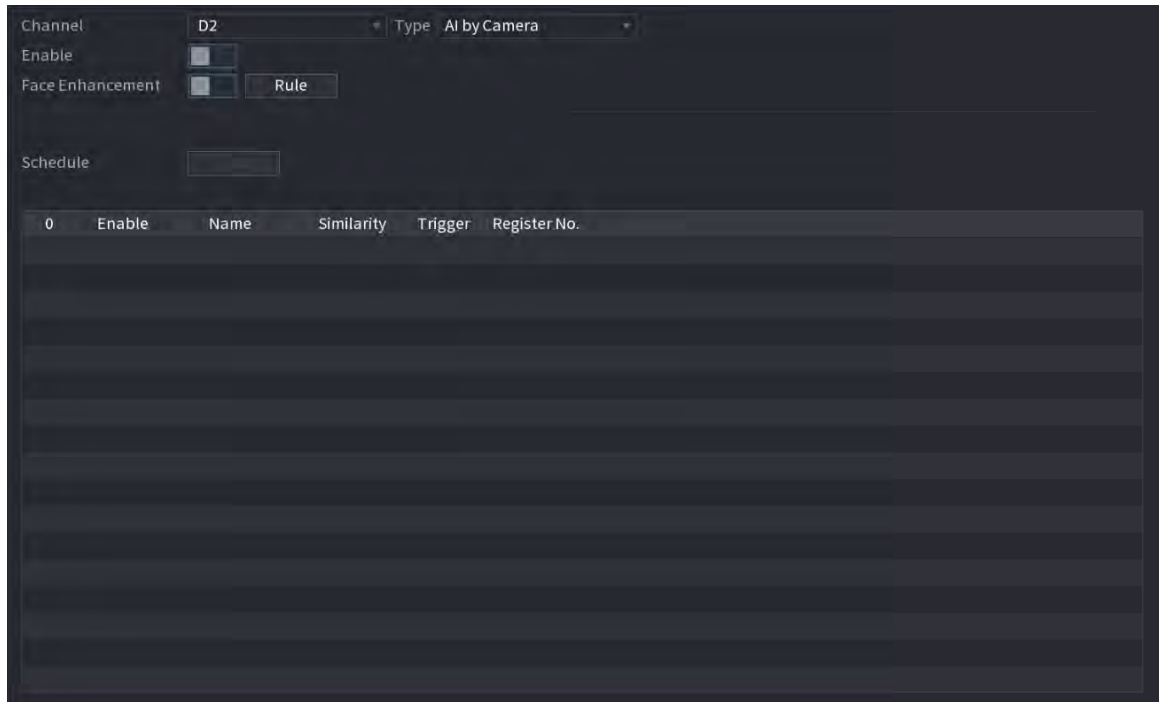 Channel D2 Type AI by Camera
Enable
Face Enhancement Rule
Schedule
0 Enable Name Similarity Trigger Register No.